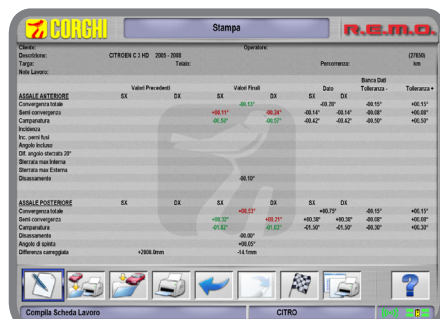 CORGHI
Stampa
R.E.M.O.
Cliente: Operatore:
Descrizione: CITROEN C 3 HD 2005 - 2008 (27650)
Targa: Telaio: Percorrenza: km
Note Lavoro:
Banca Dati
Valori Precedenti Valori Finali Dato Tolleranza - Tolleranza +
ASSALE ANTERIORE SX DX SX DX SX DX
Convergenza totale -00.13° -00.28° -00.15° +00.15°
Semi convergenza +00.11° -00.24° -00.14° -00.14° -00.08° +00.08°
Campanatura -00.50° -00.57° -00.42° -00.42° -00.50° +00.50°
Incidenza
Inc. perni fusi
Angolo incluso
Dif. angolo sterzata 20°
Sterzata max Interna
Sterzata max Esterna
Disassamento -00.10°
ASSALE POSTERIORE SX DX SX DX SX DX
Convergenza totale +00.53° +00.75° -00.15° +00.15°
Semi convergenza +00.32° +00.21° +00.38° +00.38° -00.08° +00.08°
Campanatura -01.82° -01.83° -01.50° -01.50° -00.30° +00.30°
Disassamento -00.00°
Angolo di spinta +00.05°
Differenza carreggiata +2808.0mm -14.1mm
?
Compila Scheda Lavoro CITRO